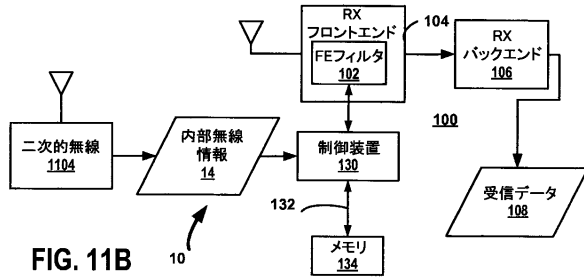 RX
フロントエンド
FEフィルタ
102
104
RX
バックエンド
106
100
二次的無線
1104
内部無線
情報
14
制御装置
130
132
メモリ
134
受信データ
108
10
FIG. 11B